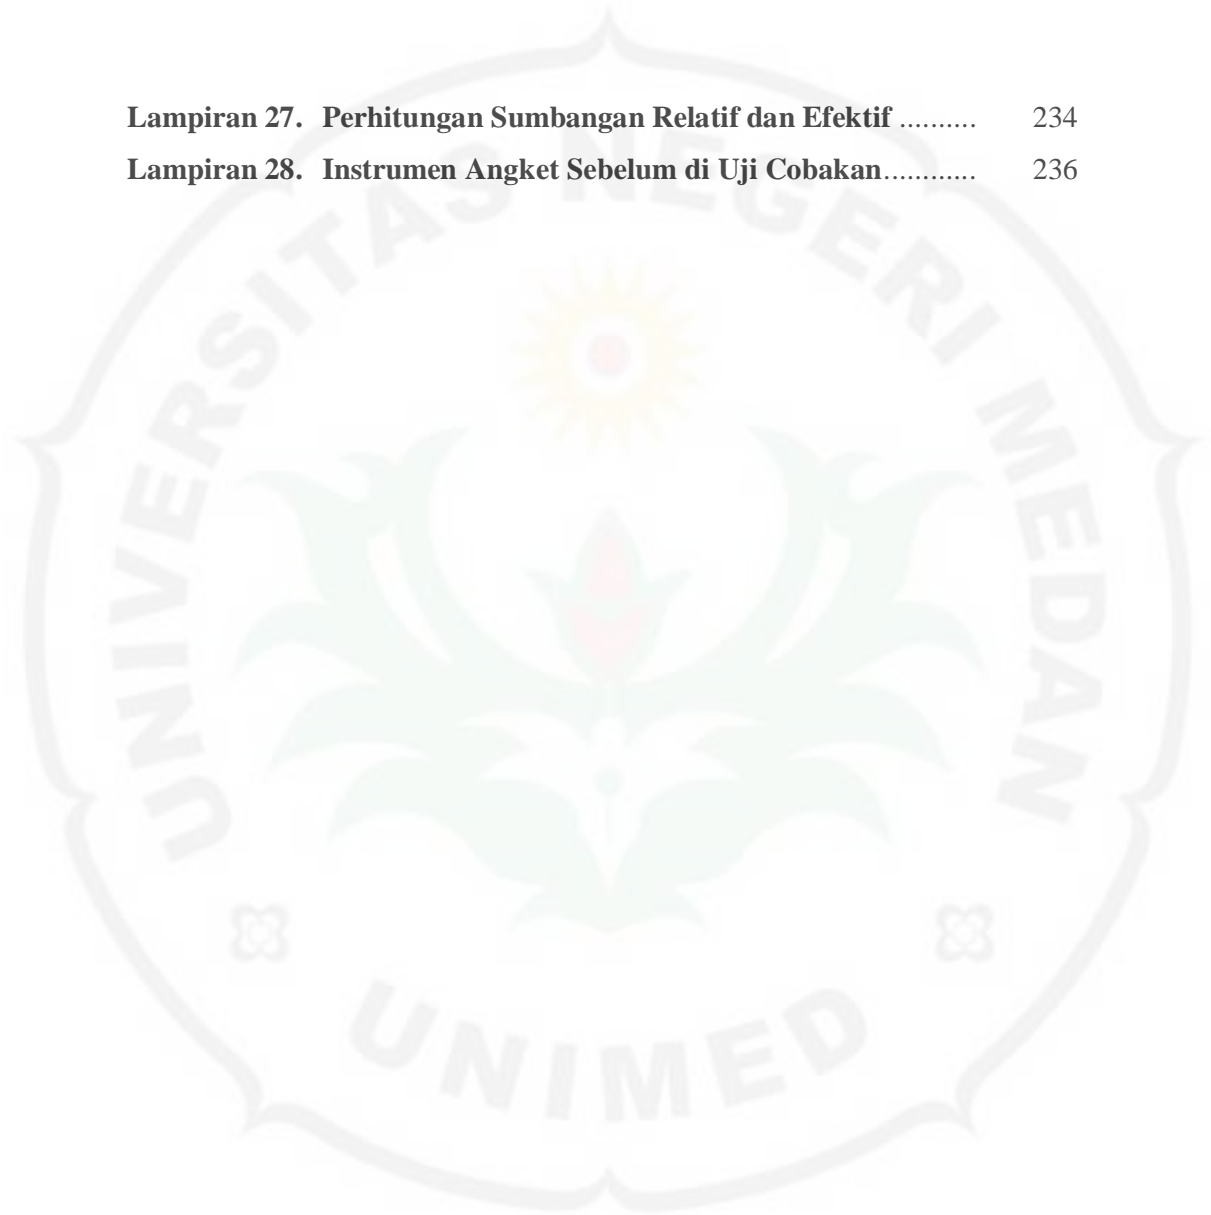 Lampiran 27. Perhitungan Sumbangan Relatif dan Efektif .......... 234
Lampiran 28. Instrumen Angket Sebelum di Uji Cobakan............ 236
UNIVERSITAS NEGERI MEDAN
UNIMED